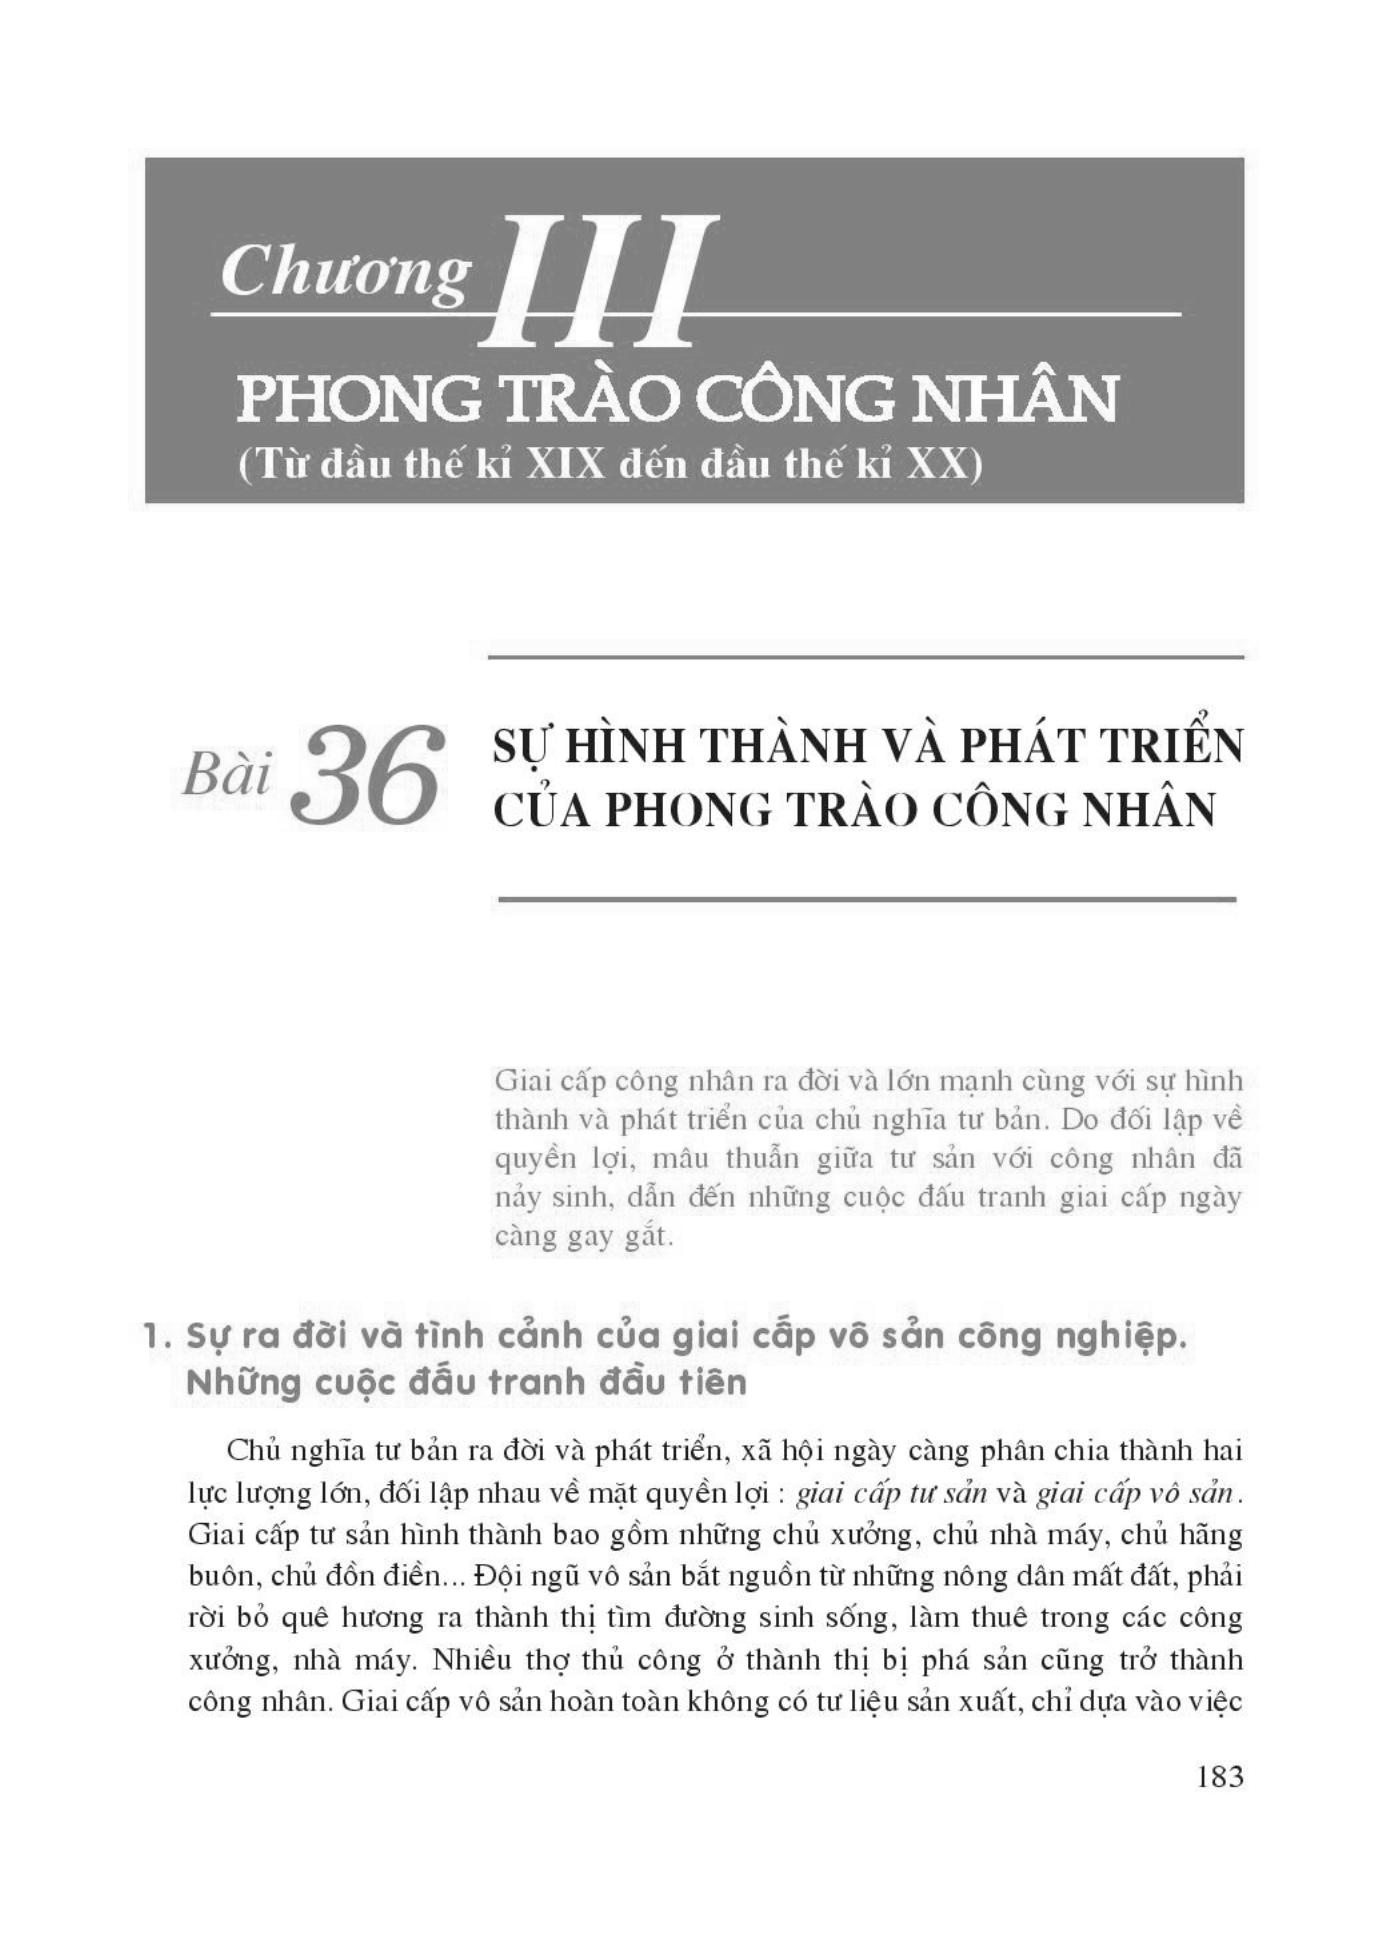 Chương III
PHONG TRÀO CÔNG NHÂN
(Từ đầu thế kỉ XIX đến đầu thế kỉ XX)
Bài 36
SỰ HÌNH THÀNH VÀ PHÁT TRIỂN
CỦA PHONG TRÀO CÔNG NHÂN
Giai cấp công nhân ra đời và lớn mạnh cùng với sự hình
thành và phát triển của chủ nghĩa tư bản. Do đối lập về
quyền lợi, mâu thuẫn giữa tư sản với công nhân đã
nảy sinh, dẫn đến những cuộc đấu tranh giai cấp ngày
càng gay gắt.
1. Sự ra đời và tình cảnh của giai cấp vô sản công nghiệp.
Những cuộc đấu tranh đầu tiên
Chủ nghĩa tư bản ra đời và phát triển, xã hội ngày càng phân chia thành hai
lực lượng lớn, đối lập nhau về mặt quyền lợi : giai cấp tư sản và giai cấp vô sản.
Giai cấp tư sản hình thành bao gồm những chủ xưởng, chủ nhà máy, chủ hãng
buôn, chủ đồn điền... Đội ngũ vô sản bắt nguồn từ những nông dân mất đất, phải
rời bỏ quê hương ra thành thị tìm đường sinh sống, làm thuê trong các công
xưởng, nhà máy. Nhiều thợ thủ công ở thành thị bị phá sản cũng trở thành
công nhân. Giai cấp vô sản hoàn toàn không có tư liệu sản xuất, chỉ dựa vào việc
183